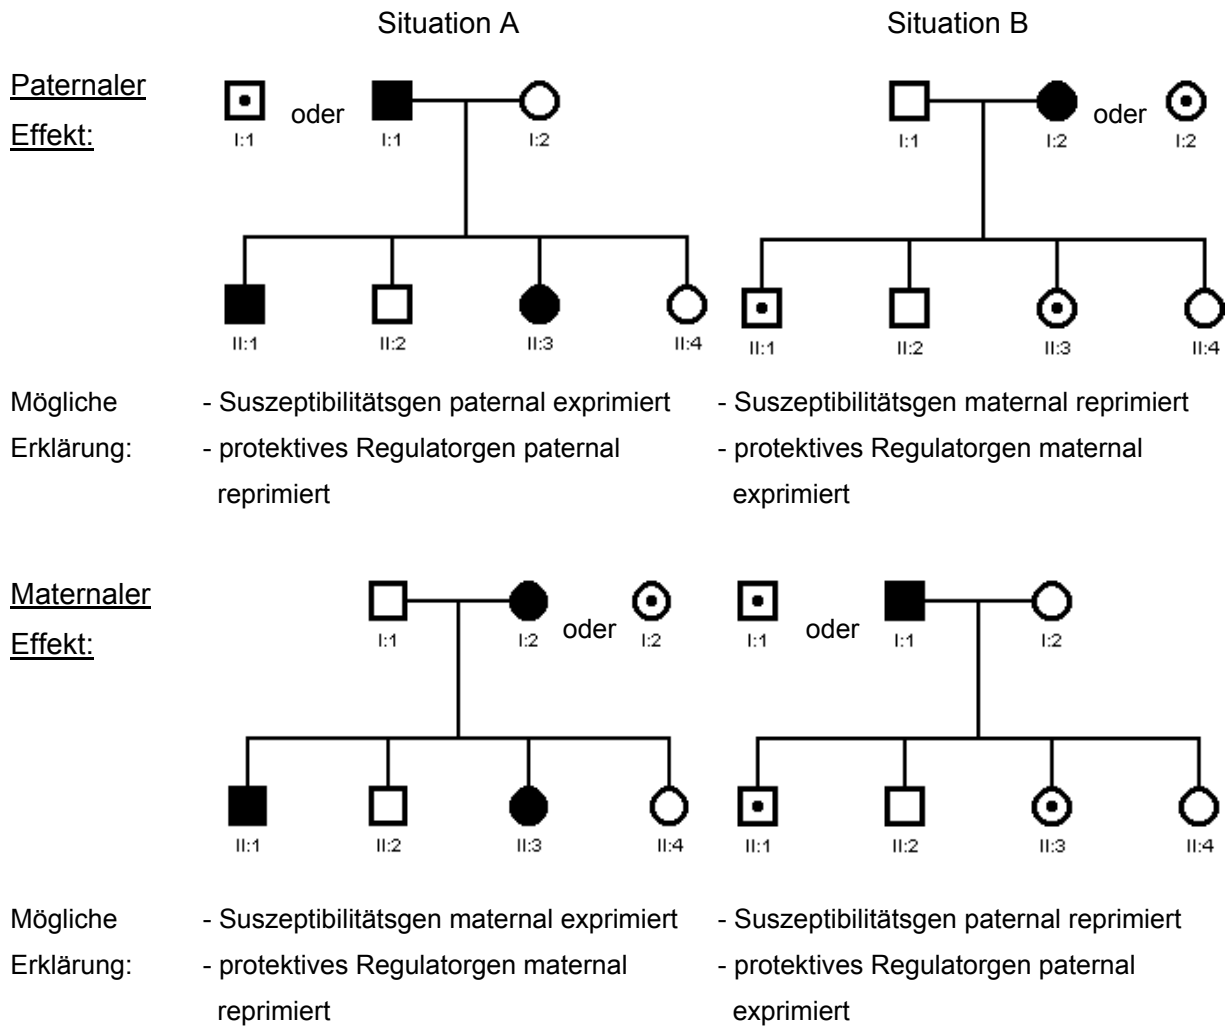 Situation A Situation B
Paternaler
Effekt:
oder oder
I:1 I:1 I:2 I:1 I:2 I:2
II:1 II:2 II:3 II:4 II:1 II:2 II:3 II:4
Mögliche - Suszeptibilitätsgen paternal exprimiert - Suszeptibilitätsgen maternal reprimiert
Erklärung: - protektives Regulatorgen paternal - protektives Regulatorgen maternal
reprimiert exprimiert
Maternaler
Effekt:
oder oder
I:1 I:2 I:2 I:1 I:1 I:2
II:1 II:2 II:3 II:4 II:1 II:2 II:3 II:4
Mögliche - Suszeptibilitätsgen maternal exprimiert - Suszeptibilitätsgen paternal reprimiert
Erklärung: - protektives Regulatorgen maternal - protektives Regulatorgen paternal
reprimiert exprimiert